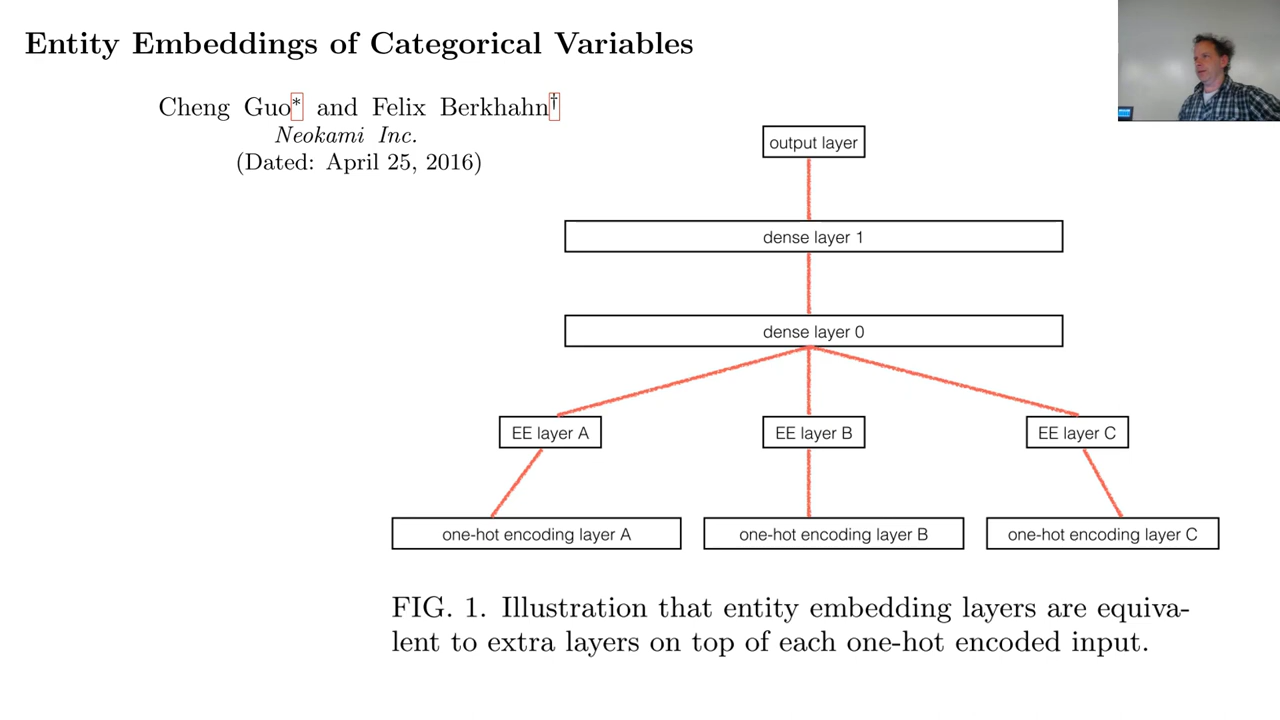 Entity Embeddings of Categorical Variables
Cheng Guo* and Felix Berkhahn†
Neokami Inc.
(Dated: April 25, 2016)
output layer
dense layer 1
dense layer 0
EE layer A
EE layer B
EE layer C
one-hot encoding layer A
one-hot encoding layer B
one-hot encoding layer C
FIG. 1. Illustration that entity embedding layers are equiva-
lent to extra layers on top of each one-hot encoded input.